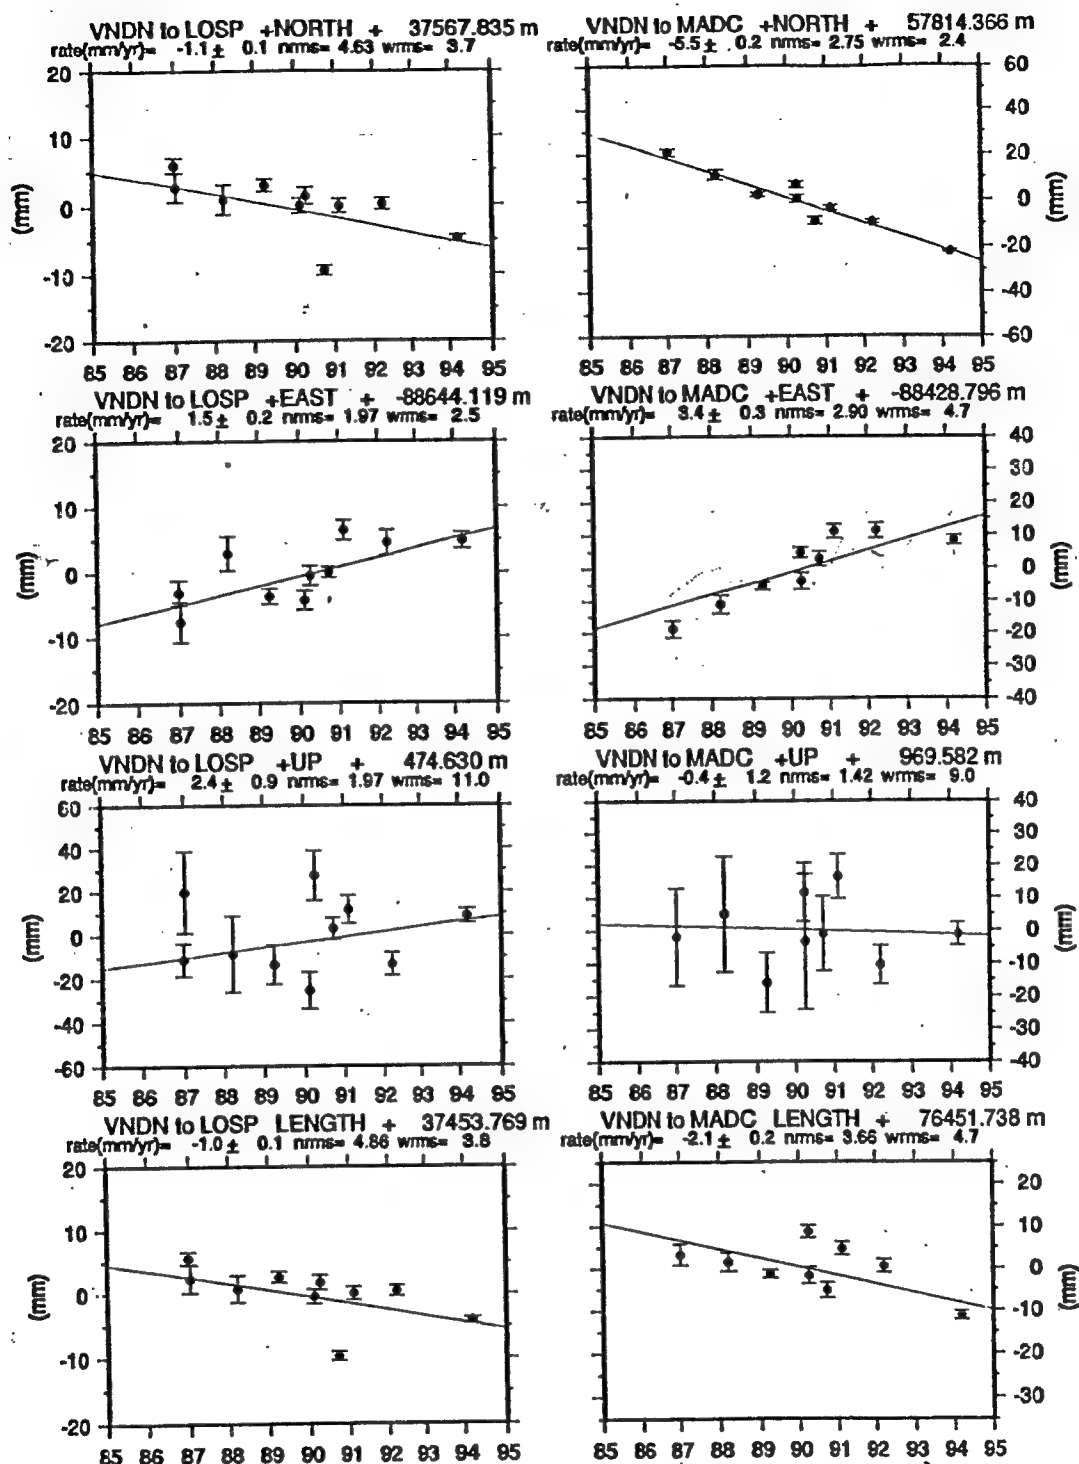 VNDN to LOSP +NORTH + 37567.835 m
rate(mm/yr)= -1.1 ± 0.1 nrms= 4.63 wrms= 3.7
20
10
0
-10
-20
(mm)
85 86 87 88 89 90 91 92 93 94 95
VNDN to MADC +NORTH + 57814.366 m
rate(mm/yr)= -5.5 ± 0.2 nrms= 2.75 wrms= 2.4
60
40
20
0
-20
-40
-60
(mm)
85 86 87 88 89 90 91 92 93 94 95
VNDN to LOSP +EAST + -88644.119 m
rate(mm/yr)= 1.5 ± 0.2 nrms= 1.97 wrms= 2.5
20
10
0
-10
-20
(mm)
85 86 87 88 89 90 91 92 93 94 95
VNDN to MADC +EAST + -88428.796 m
rate(mm/yr)= 3.4 ± 0.3 nrms= 2.90 wrms= 4.7
40
30
20
10
0
-10
-20
-30
-40
(mm)
85 86 87 88 89 90 91 92 93 94 95
VNDN to LOSP +UP + 474.630 m
rate(mm/yr)= 2.4 ± 0.9 nrms= 1.97 wrms= 11.0
60
40
20
0
-20
-40
-60
(mm)
85 86 87 88 89 90 91 92 93 94 95
VNDN to MADC +UP + 969.582 m
rate(mm/yr)= -0.4 ± 1.2 nrms= 1.42 wrms= 9.0
40
30
20
10
0
-10
-20
-30
-40
(mm)
85 86 87 88 89 90 91 92 93 94 95
VNDN to LOSP LENGTH + 37453.769 m
rate(mm/yr)= -1.0 ± 0.1 nrms= 4.86 wrms= 3.8
20
10
0
-10
-20
(mm)
85 86 87 88 89 90 91 92 93 94 95
VNDN to MADC LENGTH + 76451.738 m
rate(mm/yr)= -2.1 ± 0.2 nrms= 3.66 wrms= 4.7
20
10
0
-10
-20
-30
(mm)
85 86 87 88 89 90 91 92 93 94 95